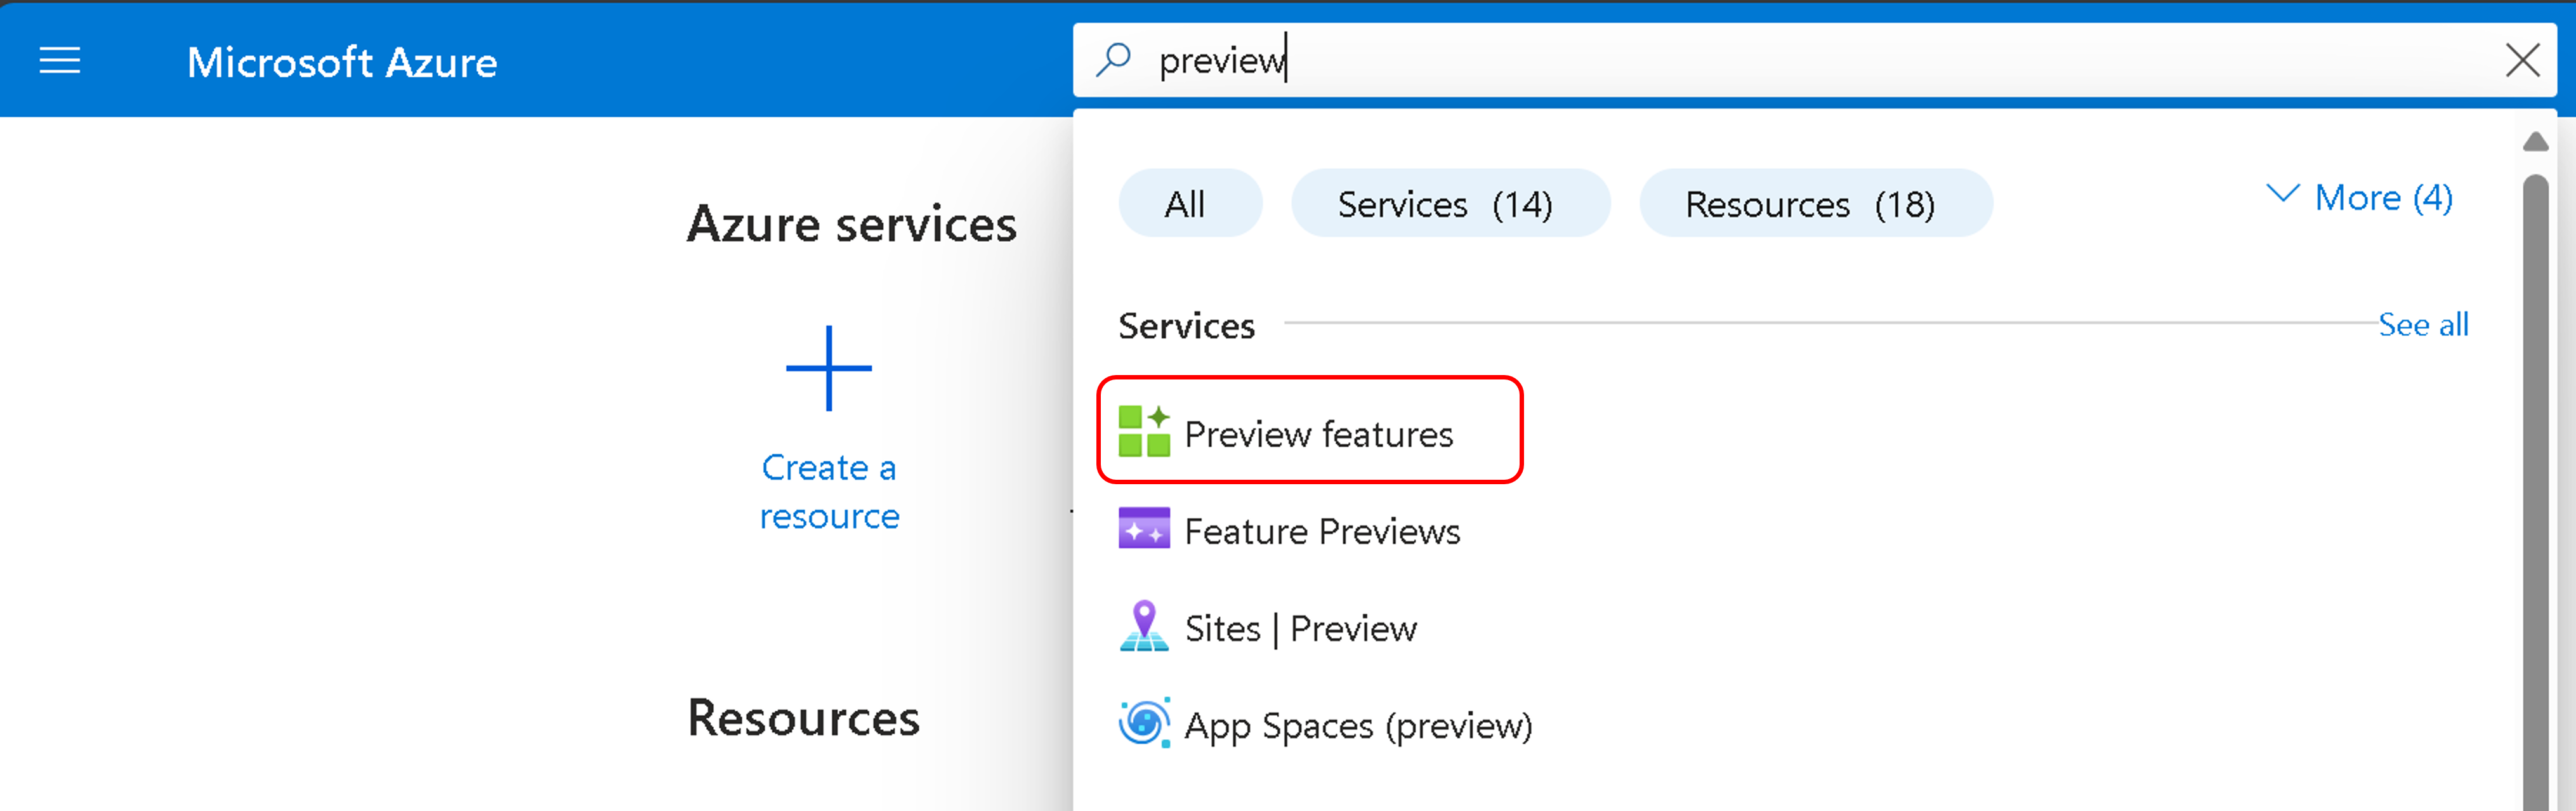 Microsoft Azure
preview
All
Services (14)
Resources (18)
More (4)
Azure services
Services
See all
Create a
resource
Preview features
Feature Previews
Sites | Preview
App Spaces (preview)
Resources